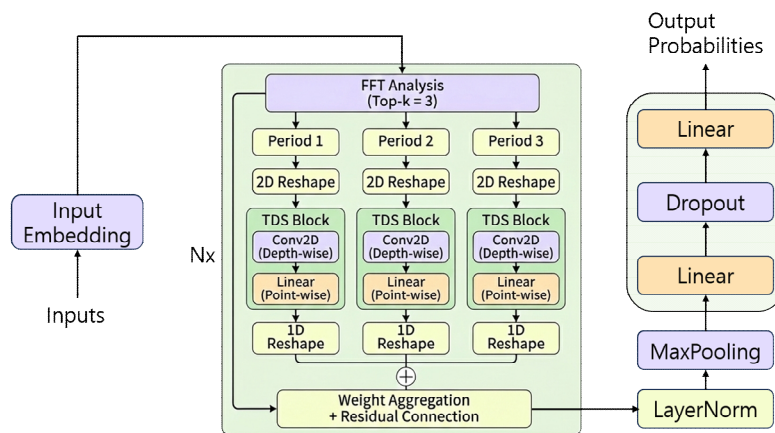 Inputs
Input
Embedding
Nx
FFT Analysis
(Top-k = 3)
Period 1
Period 2
Period 3
2D Reshape
2D Reshape
2D Reshape
TDS Block
Conv2D
(Depth-wise)
Linear
(Point-wise)
TDS Block
Conv2D
(Depth-wise)
Linear
(Point-wise)
TDS Block
Conv2D
(Depth-wise)
Linear
(Point-wise)
1D
Reshape
1D
Reshape
1D
Reshape
Weight Aggregation
+ Residual Connection
LayerNorm
MaxPooling
Linear
Dropout
Linear
Output
Probabilities